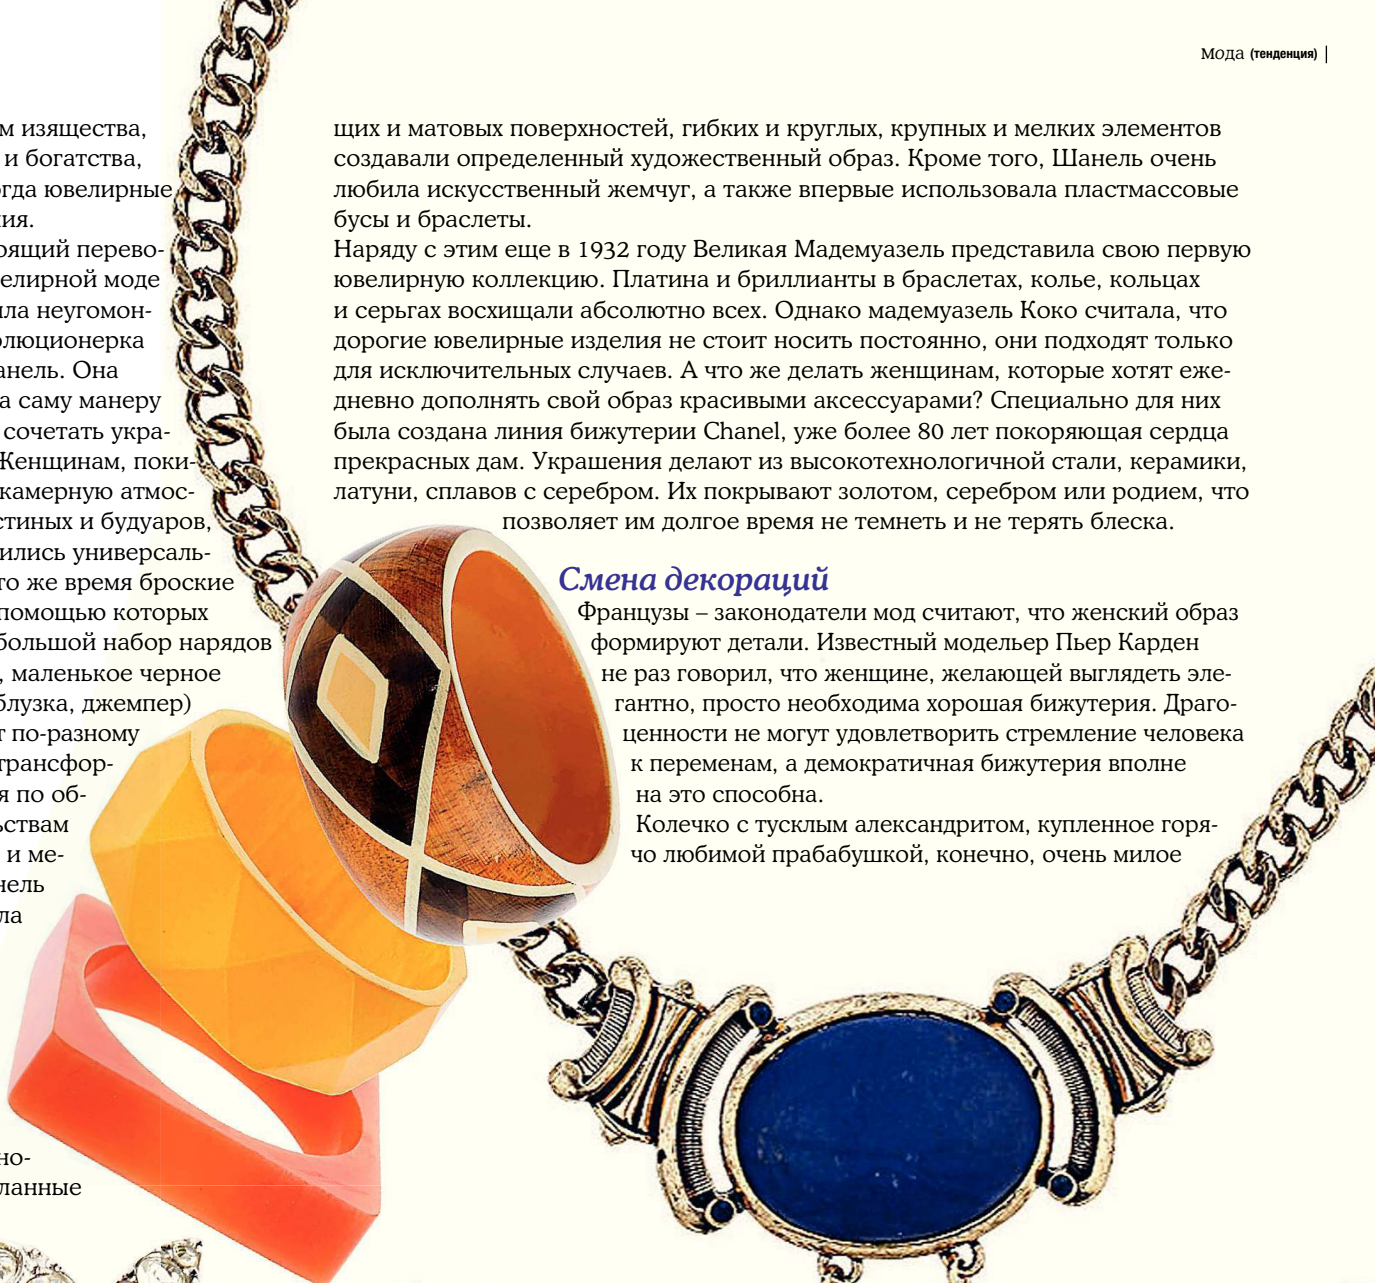 Мода (тенденция) |
м изящества,
и богатства,
гда ювелирные
ия.
рящий перево-
елирной моде
ла неугомон-
люционерка
анель. Она
а саму манеру
сочетать укра-
Женщинам, поки-
камерную атмос-
стиных и будуаров,
ились универсаль-
то же время броские
помощью которых
большой набор нарядов
, маленькое черное
блузка, джемпер)
т по-разному
трансфор-
я по об-
ьствам
и ме-
нель
ла
но-
ланные
щих и матовых поверхностей, гибких и круглых, крупных и мелких элементов
создавали определенный художественный образ. Кроме того, Шанель очень
любила искусственный жемчуг, а также впервые использовала пластмассовые
бусы и браслеты.
Наряду с этим еще в 1932 году Великая Мадемуазель представила свою первую
ювелирную коллекцию. Платина и бриллианты в браслетах, колье, кольцах
и серьгах восхищали абсолютно всех. Однако мадемуазель Коко считала, что
дорогие ювелирные изделия не стоит носить постоянно, они подходят только
для исключительных случаев. А что же делать женщинам, которые хотят еже-
дневно дополнять свой образ красивыми аксессуарами? Специально для них
была создана линия бижутерии Chanel, уже более 80 лет покоряющая сердца
прекрасных дам. Украшения делают из высокотехнологичной стали, керамики,
латуни, сплавов с серебром. Их покрывают золотом, серебром или родием, что
позволяет им долгое время не темнеть и не терять блеска.
Смена декораций
Французы – законодатели мод считают, что женский образ
формируют детали. Известный модельер Пьер Карден
не раз говорил, что женщине, желающей выглядеть эле-
гантно, просто необходима хорошая бижутерия. Драго-
ценности не могут удовлетворить стремление человека
к переменам, а демократичная бижутерия вполне
на это способна.
Колечко с тусклым александритом, купленное горя-
чо любимой прабабушкой, конечно, очень милое